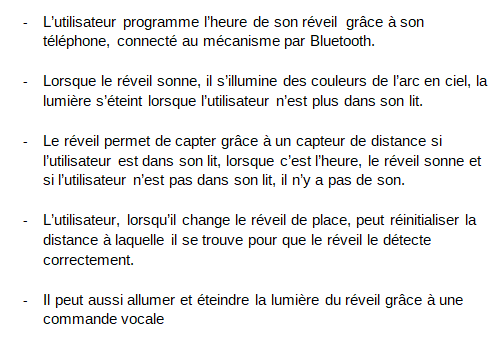 - L'utilisateur programme l'heure de son réveil grâce à son
téléphone, connecté au mécanisme par Bluetooth.
- Lorsque le réveil sonne, il s'illumine des couleurs de l'arc en ciel, la
lumière s'éteint lorsque l'utilisateur n'est plus dans son lit.
- Le réveil permet de capter grâce à un capteur de distance si
l'utilisateur est dans son lit, lorsque c'est l'heure, le réveil sonne et
si l'utilisateur n'est pas dans son lit, il n'y a pas de son.
- L'utilisateur, lorsqu'il change le réveil de place, peut réinitialiser la
distance à laquelle il se trouve pour que le réveil le détecte
correctement.
- Il peut aussi allumer et éteindre la lumière du réveil grâce à une
commande vocale